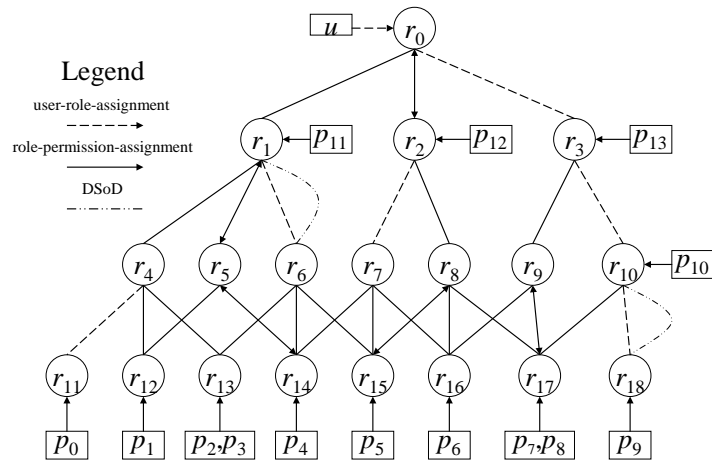 u r0
Legend
user-role-assignment
role-permission-assignment
DSoD
r1 p11 r2 p12 r3 p13
r4 r5 r6 r7 r8 r9 r10 p10
r11 r12 r13 r14 r15 r16 r17 r18
p0 p1 p2,p3 p4 p5 p6 p7,p8 p9